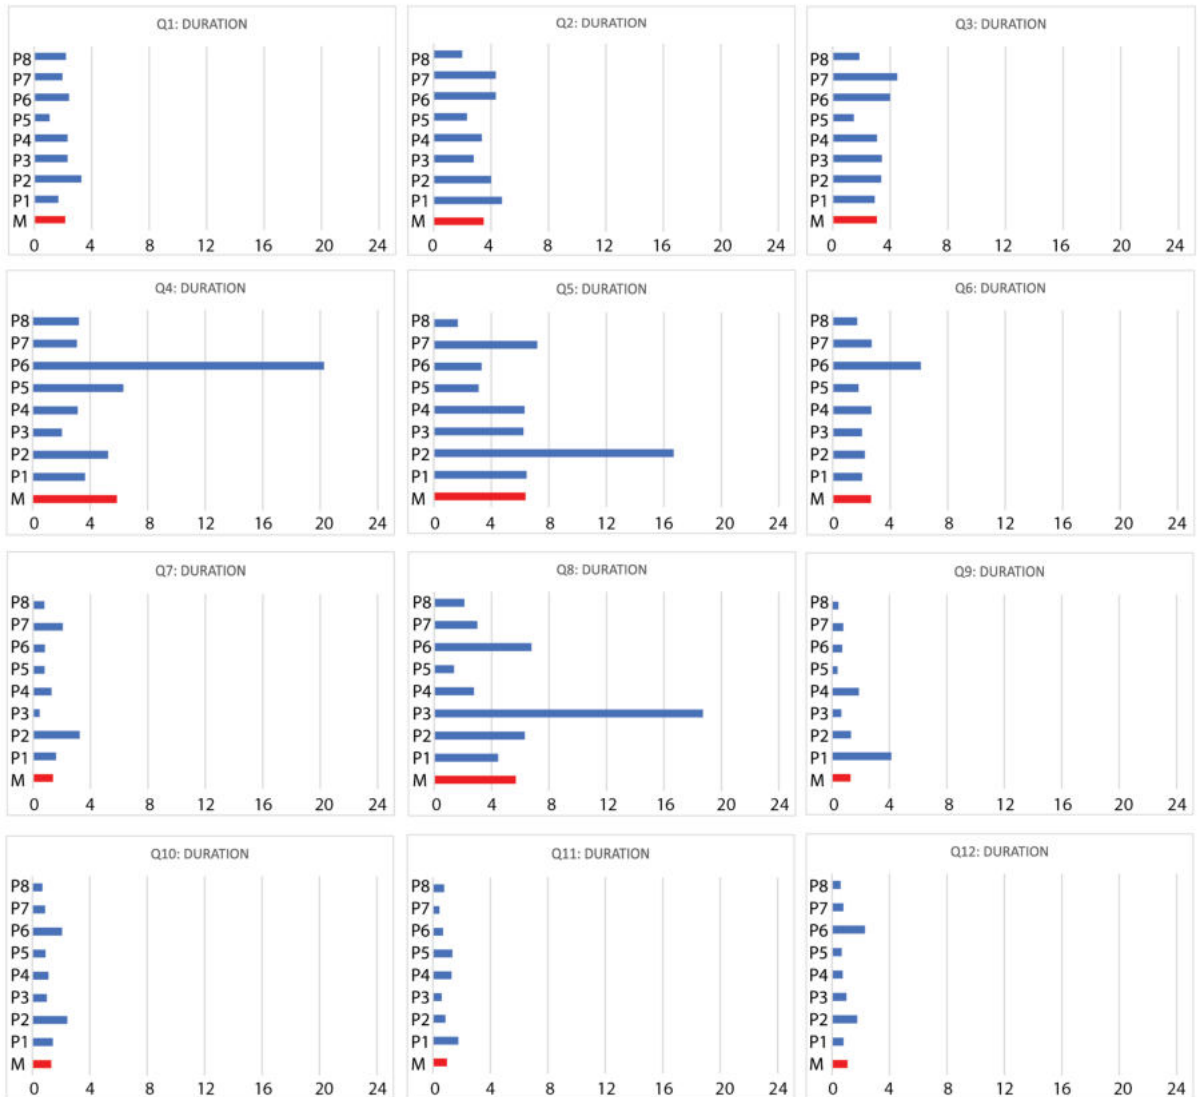 Q1: DURATION
P8
P7
P6
P5
P4
P3
P2
P1
M
0 4 8 12 16 20 24
Q2: DURATION
P8
P7
P6
P5
P4
P3
P2
P1
M
0 4 8 12 16 20 24
Q3: DURATION
P8
P7
P6
P5
P4
P3
P2
P1
M
0 4 8 12 16 20 24
Q4: DURATION
P8
P7
P6
P5
P4
P3
P2
P1
M
0 4 8 12 16 20 24
Q5: DURATION
P8
P7
P6
P5
P4
P3
P2
P1
M
0 4 8 12 16 20 24
Q6: DURATION
P8
P7
P6
P5
P4
P3
P2
P1
M
0 4 8 12 16 20 24
Q7: DURATION
P8
P7
P6
P5
P4
P3
P2
P1
M
0 4 8 12 16 20 24
Q8: DURATION
P8
P7
P6
P5
P4
P3
P2
P1
M
0 4 8 12 16 20 24
Q9: DURATION
P8
P7
P6
P5
P4
P3
P2
P1
M
0 4 8 12 16 20 24
Q10: DURATION
P8
P7
P6
P5
P4
P3
P2
P1
M
0 4 8 12 16 20 24
Q11: DURATION
P8
P7
P6
P5
P4
P3
P2
P1
M
0 4 8 12 16 20 24
Q12: DURATION
P8
P7
P6
P5
P4
P3
P2
P1
M
0 4 8 12 16 20 24